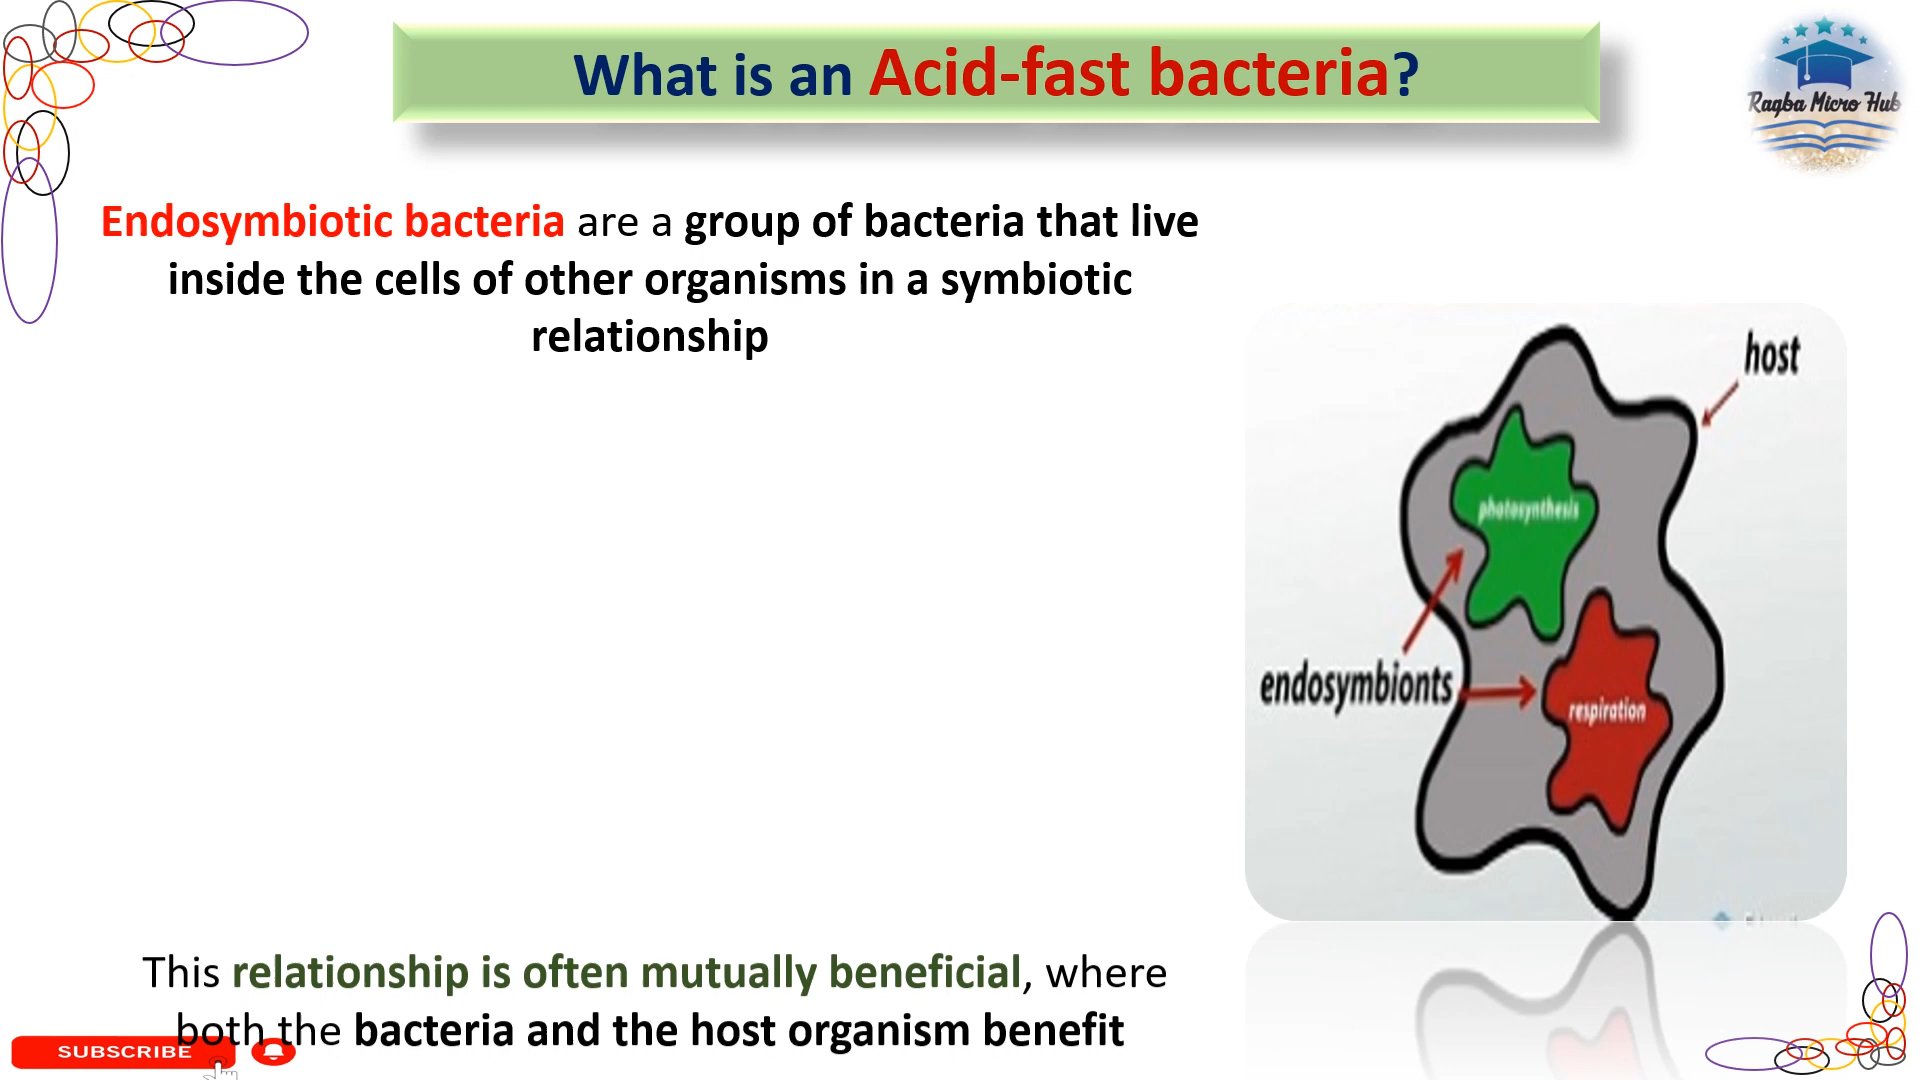 What is an Acid-fast bacteria?
Raqba Micro Hub
Endosymbiotic bacteria are a group of bacteria that live
inside the cells of other organisms in a symbiotic
relationship
host
photosynthesis
endosymbionts
respiration
This relationship is often mutually beneficial, where
both the bacteria and the host organism benefit
SUBSCRIBE